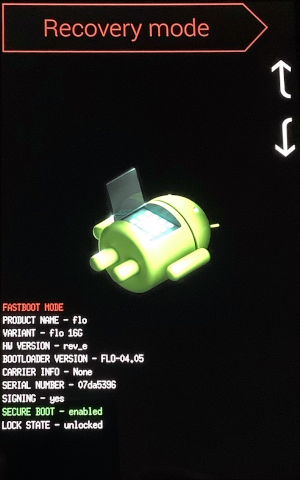 Recovery mode
FASTBOOT MODE
PRODUCT NAME - flo
VARIANT - flo 16G
HW VERSION - rev_e
BOOTLOADER VERSION - FLO-04.05
CARRIER INFO - None
SERIAL NUMBER - 07da5396
SIGNING - yes
SECURE BOOT - enabled
LOCK STATE - unlocked